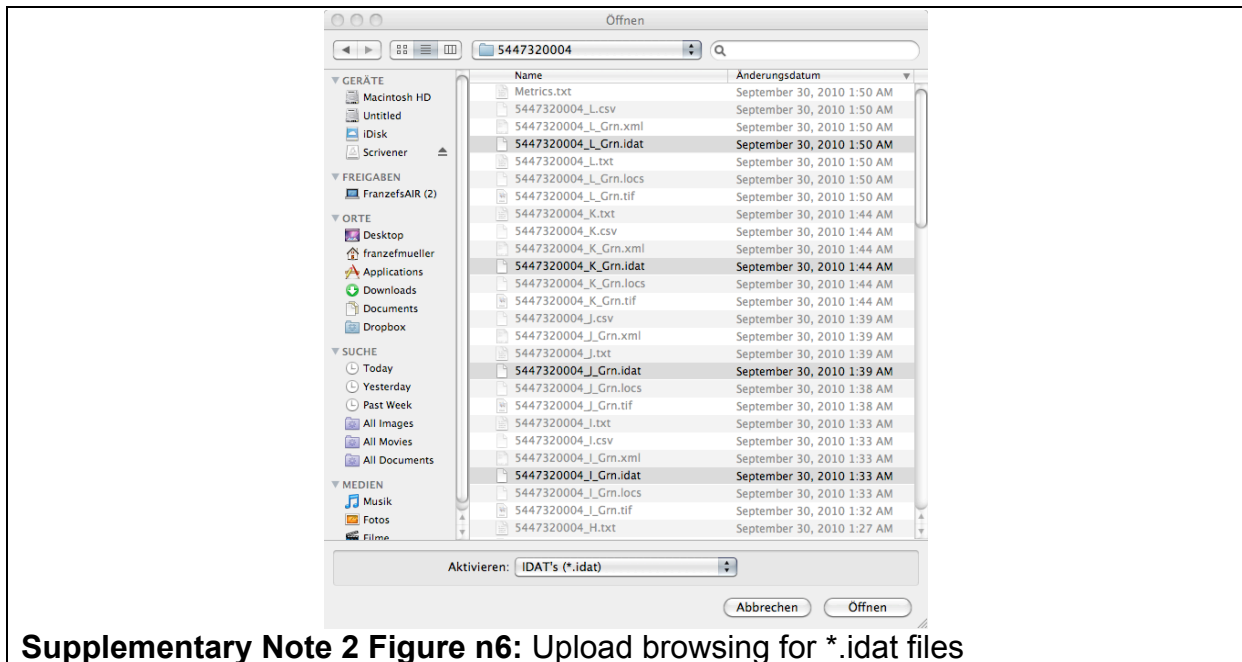 Öffnen
5447320004
GERÄTE
Macintosh HD
Untitled
iDisk
Scrivener
FREIGABEN
FranzefsAIR (2)
ORTE
Desktop
franzefmueller
Applications
Downloads
Documents
Dropbox
SUCHE
Today
Yesterday
Past Week
All Images
All Movies
All Documents
MEDIEN
Musik
Fotos
Filme
Name Änderungsdatum
Metrics.txt September 30, 2010 1:50 AM
5447320004_L.csv September 30, 2010 1:50 AM
5447320004_L_Grn.xml September 30, 2010 1:50 AM
5447320004_L_Grn.idat September 30, 2010 1:50 AM
5447320004_L.txt September 30, 2010 1:50 AM
5447320004_L_Grn.locs September 30, 2010 1:50 AM
5447320004_L_Grn.tif September 30, 2010 1:50 AM
5447320004_K.txt September 30, 2010 1:44 AM
5447320004_K.csv September 30, 2010 1:44 AM
5447320004_K_Grn.xml September 30, 2010 1:44 AM
5447320004_K_Grn.idat September 30, 2010 1:44 AM
5447320004_K_Grn.locs September 30, 2010 1:44 AM
5447320004_K_Grn.tif September 30, 2010 1:44 AM
5447320004_J.csv September 30, 2010 1:39 AM
5447320004_J_Grn.xml September 30, 2010 1:39 AM
5447320004_J.txt September 30, 2010 1:39 AM
5447320004_J_Grn.idat September 30, 2010 1:39 AM
5447320004_J_Grn.locs September 30, 2010 1:38 AM
5447320004_J_Grn.tif September 30, 2010 1:38 AM
5447320004_I.txt September 30, 2010 1:33 AM
5447320004_I.csv September 30, 2010 1:33 AM
5447320004_I_Grn.xml September 30, 2010 1:33 AM
5447320004_I_Grn.idat September 30, 2010 1:33 AM
5447320004_I_Grn.locs September 30, 2010 1:33 AM
5447320004_I_Grn.tif September 30, 2010 1:32 AM
5447320004_H.txt September 30, 2010 1:27 AM
Aktivieren: IDAT's (*.idat)
Abbrechen Öffnen
Supplementary Note 2 Figure n6: Upload browsing for *.idat files